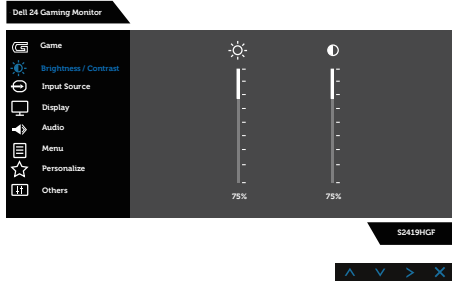 Dell 24 Gaming Monitor
Game
Brightness / Contrast
Input Source
Display
Audio
Menu
Personalize
Others
75% 75%
S2419HGF